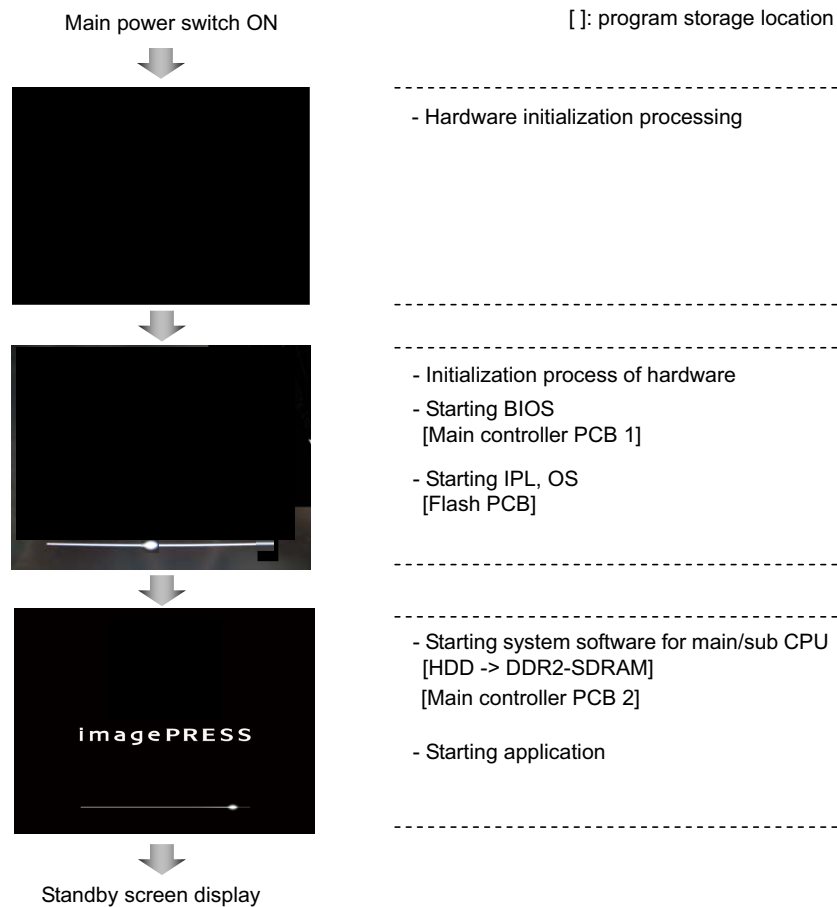 Main power switch ON
[ ]: program storage location
- Hardware initialization processing
- Initialization process of hardware
- Starting BIOS
[Main controller PCB 1]
- Starting IPL, OS
[Flash PCB]
- Starting system software for main/sub CPU
[HDD -> DDR2-SDRAM]
[Main controller PCB 2]
imagePRESS
- Starting application
Standby screen display